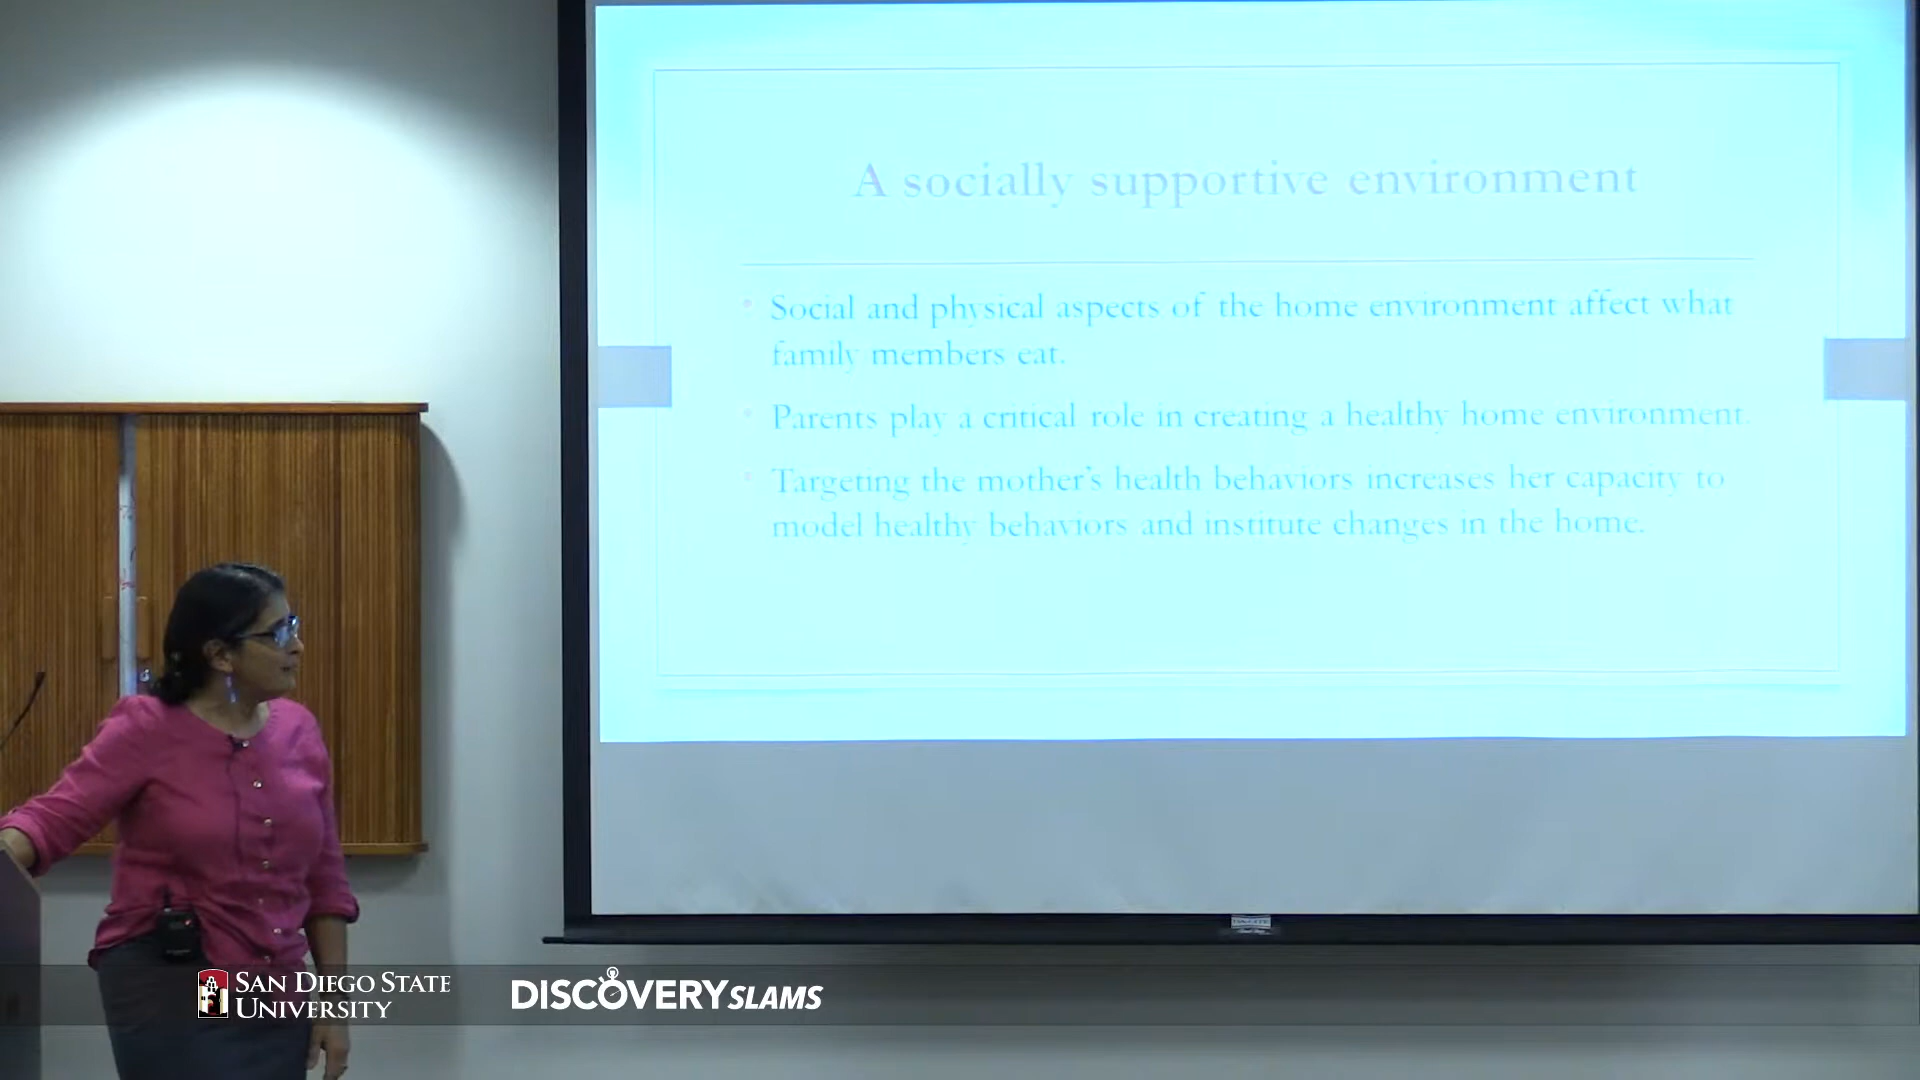 A socially supportive environment
• Social and physical aspects of the home environment affect what
family members eat.
• Parents play a critical role in creating a healthy home environment.
• Targeting the mother's health behaviors increases her capacity to
model healthy behaviors and institute changes in the home.
SAN DIEGO STATE
UNIVERSITY
DISCOVERY SLAMS